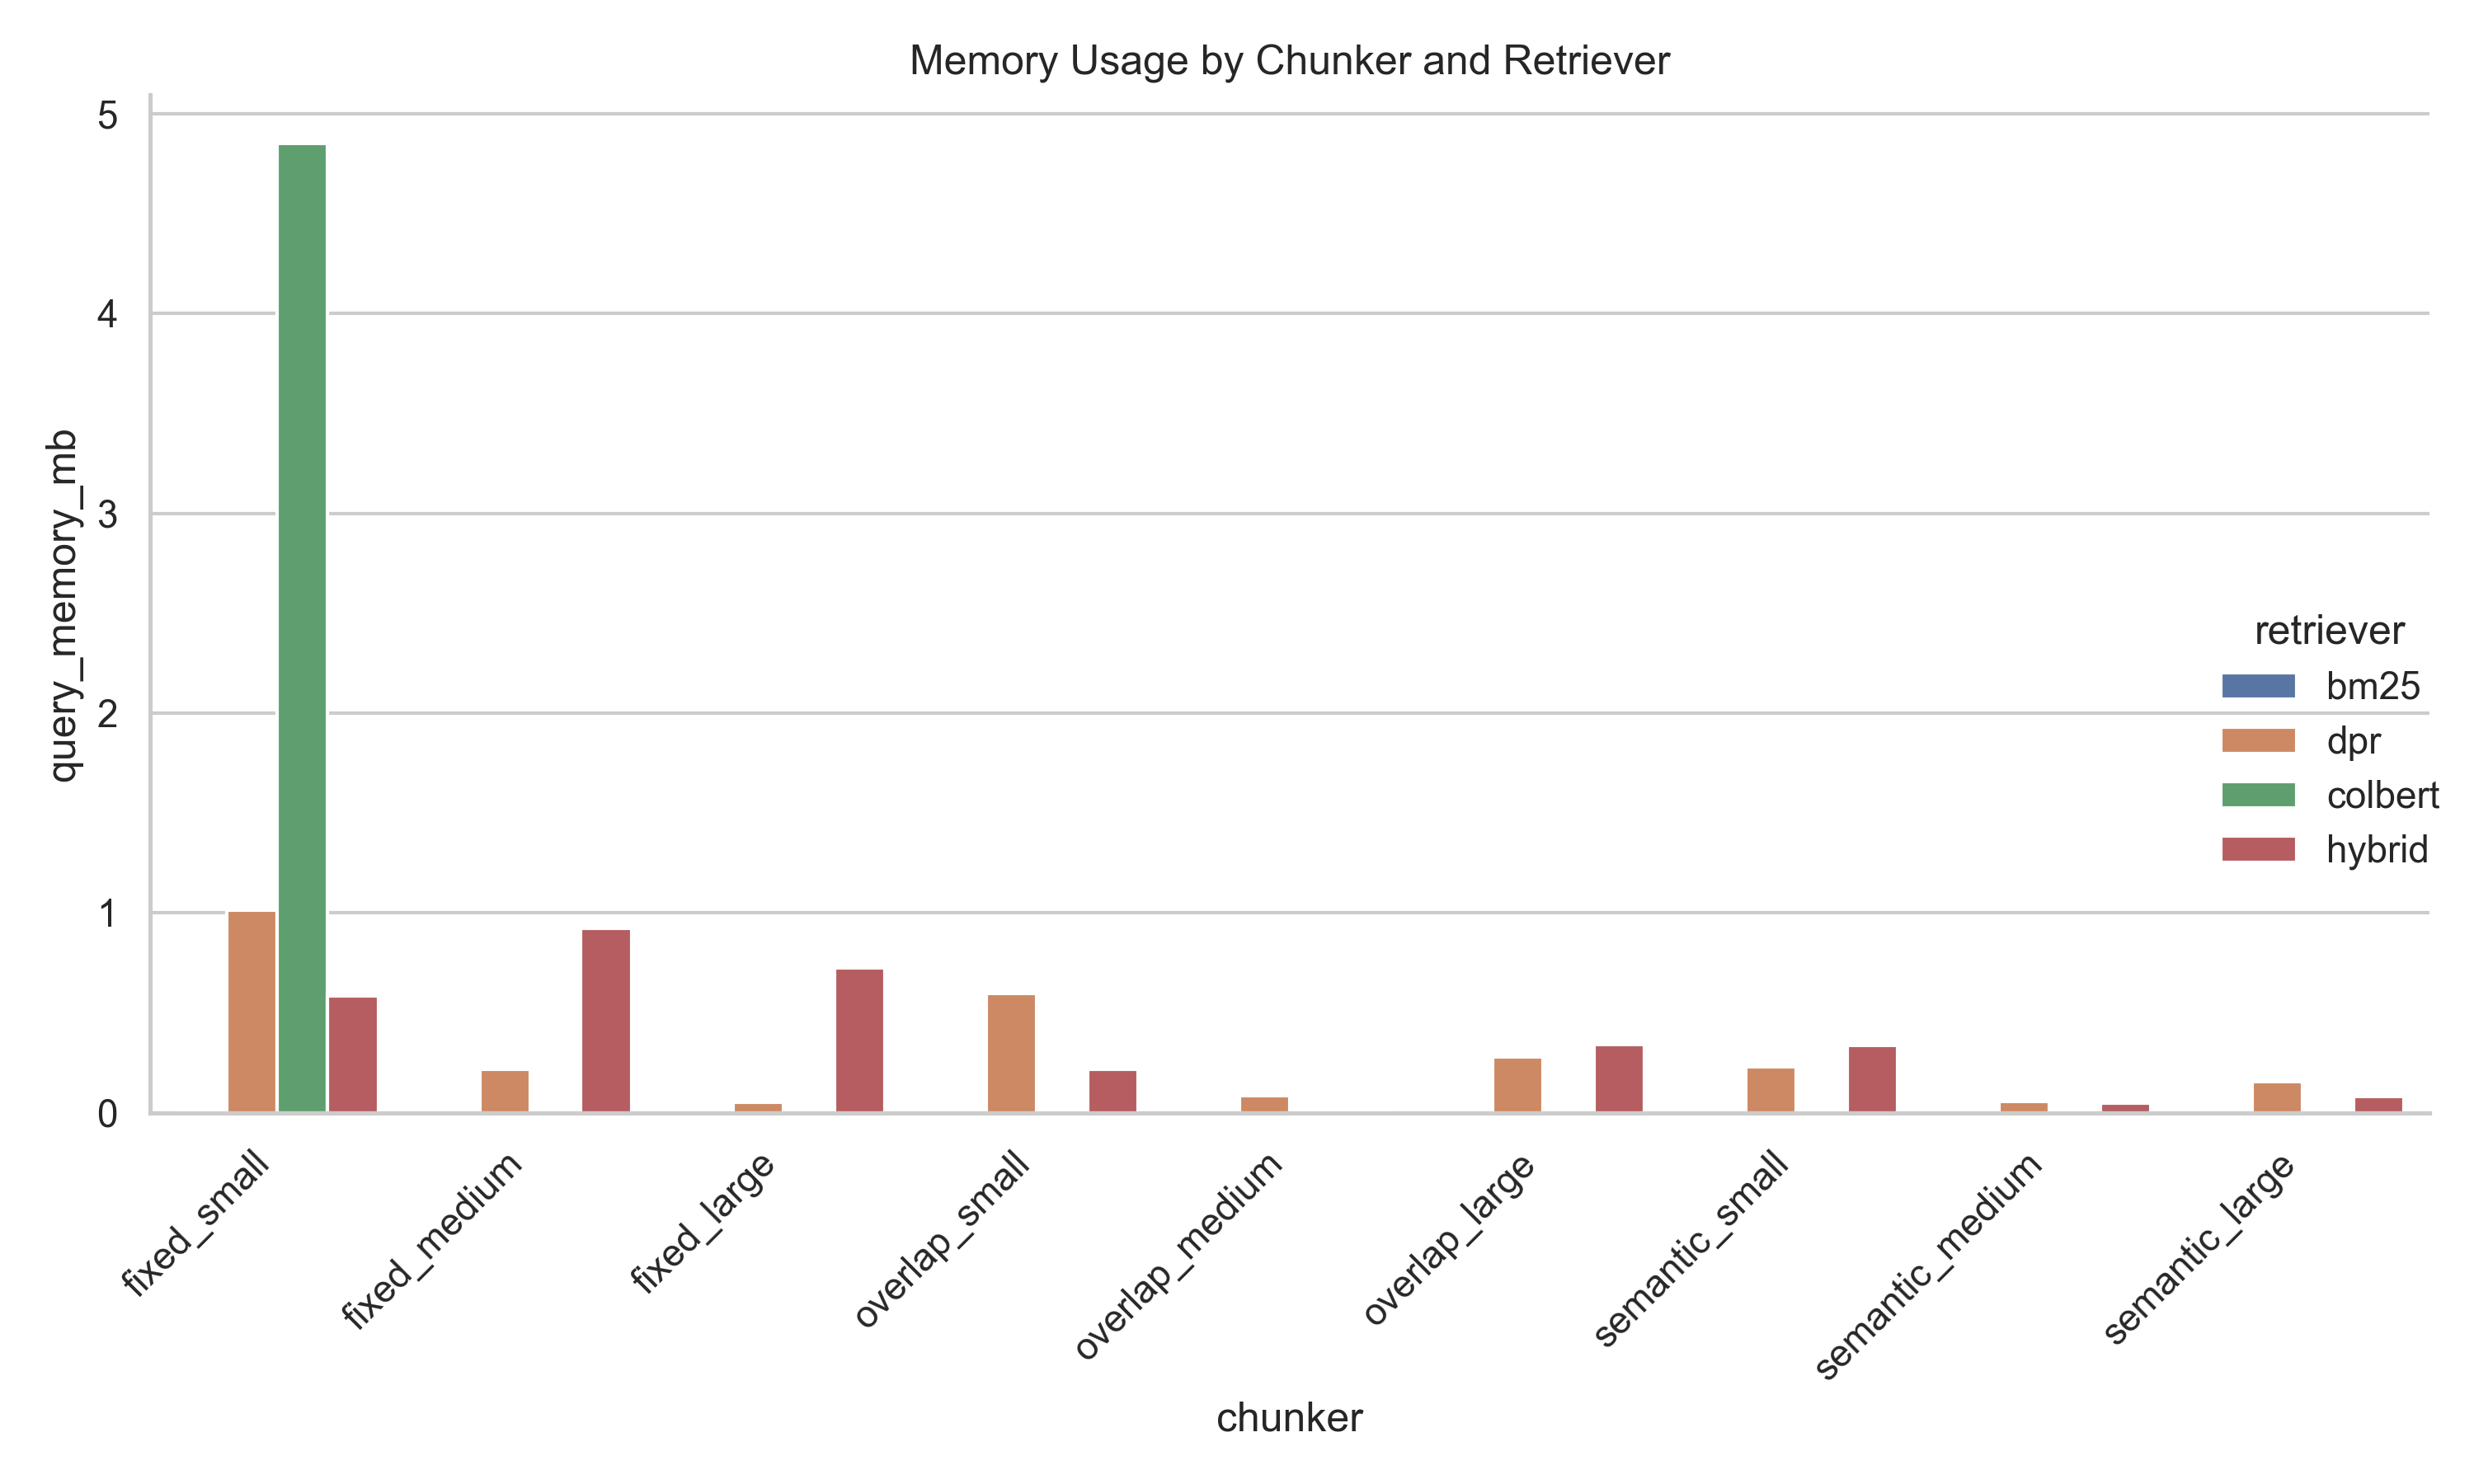 Memory Usage by Chunker and Retriever
query_memory_mb
5
4
3
2
1
0
retriever
bm25
dpr
colbert
hybrid
fixed_small
fixed_medium
fixed_large
overlap_small
overlap_medium
overlap_large
semantic_small
semantic_medium
semantic_large
chunker